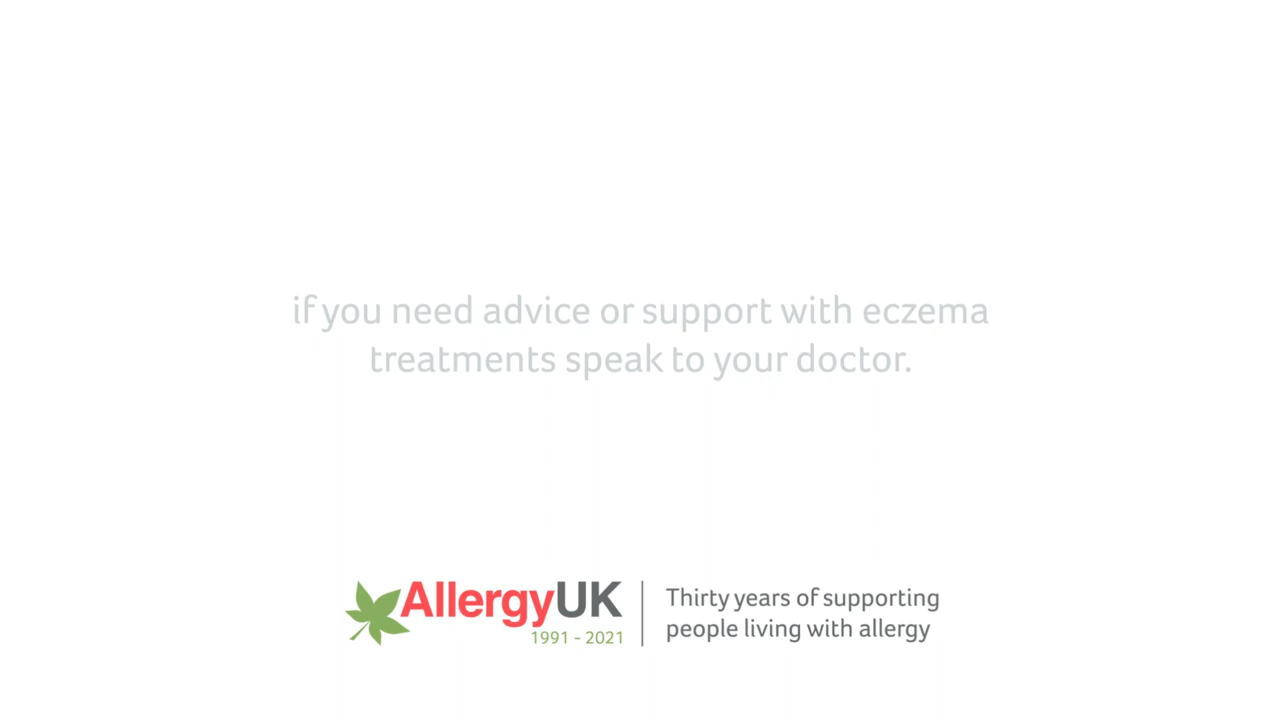 if you need advice or support with eczema
treatments speak to your doctor.
AllergyUK
1991 - 2021
Thirty years of supporting
people living with allergy